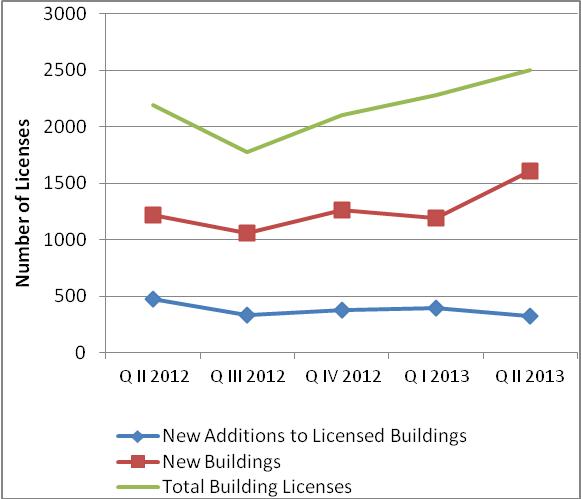 3000
2500
2000
1500
1000
500
0
Number of Licenses
Q II 2012 Q III 2012 Q IV 2012 Q I 2013 Q II 2013
New Additions to Licensed Buildings
New Buildings
Total Building Licenses